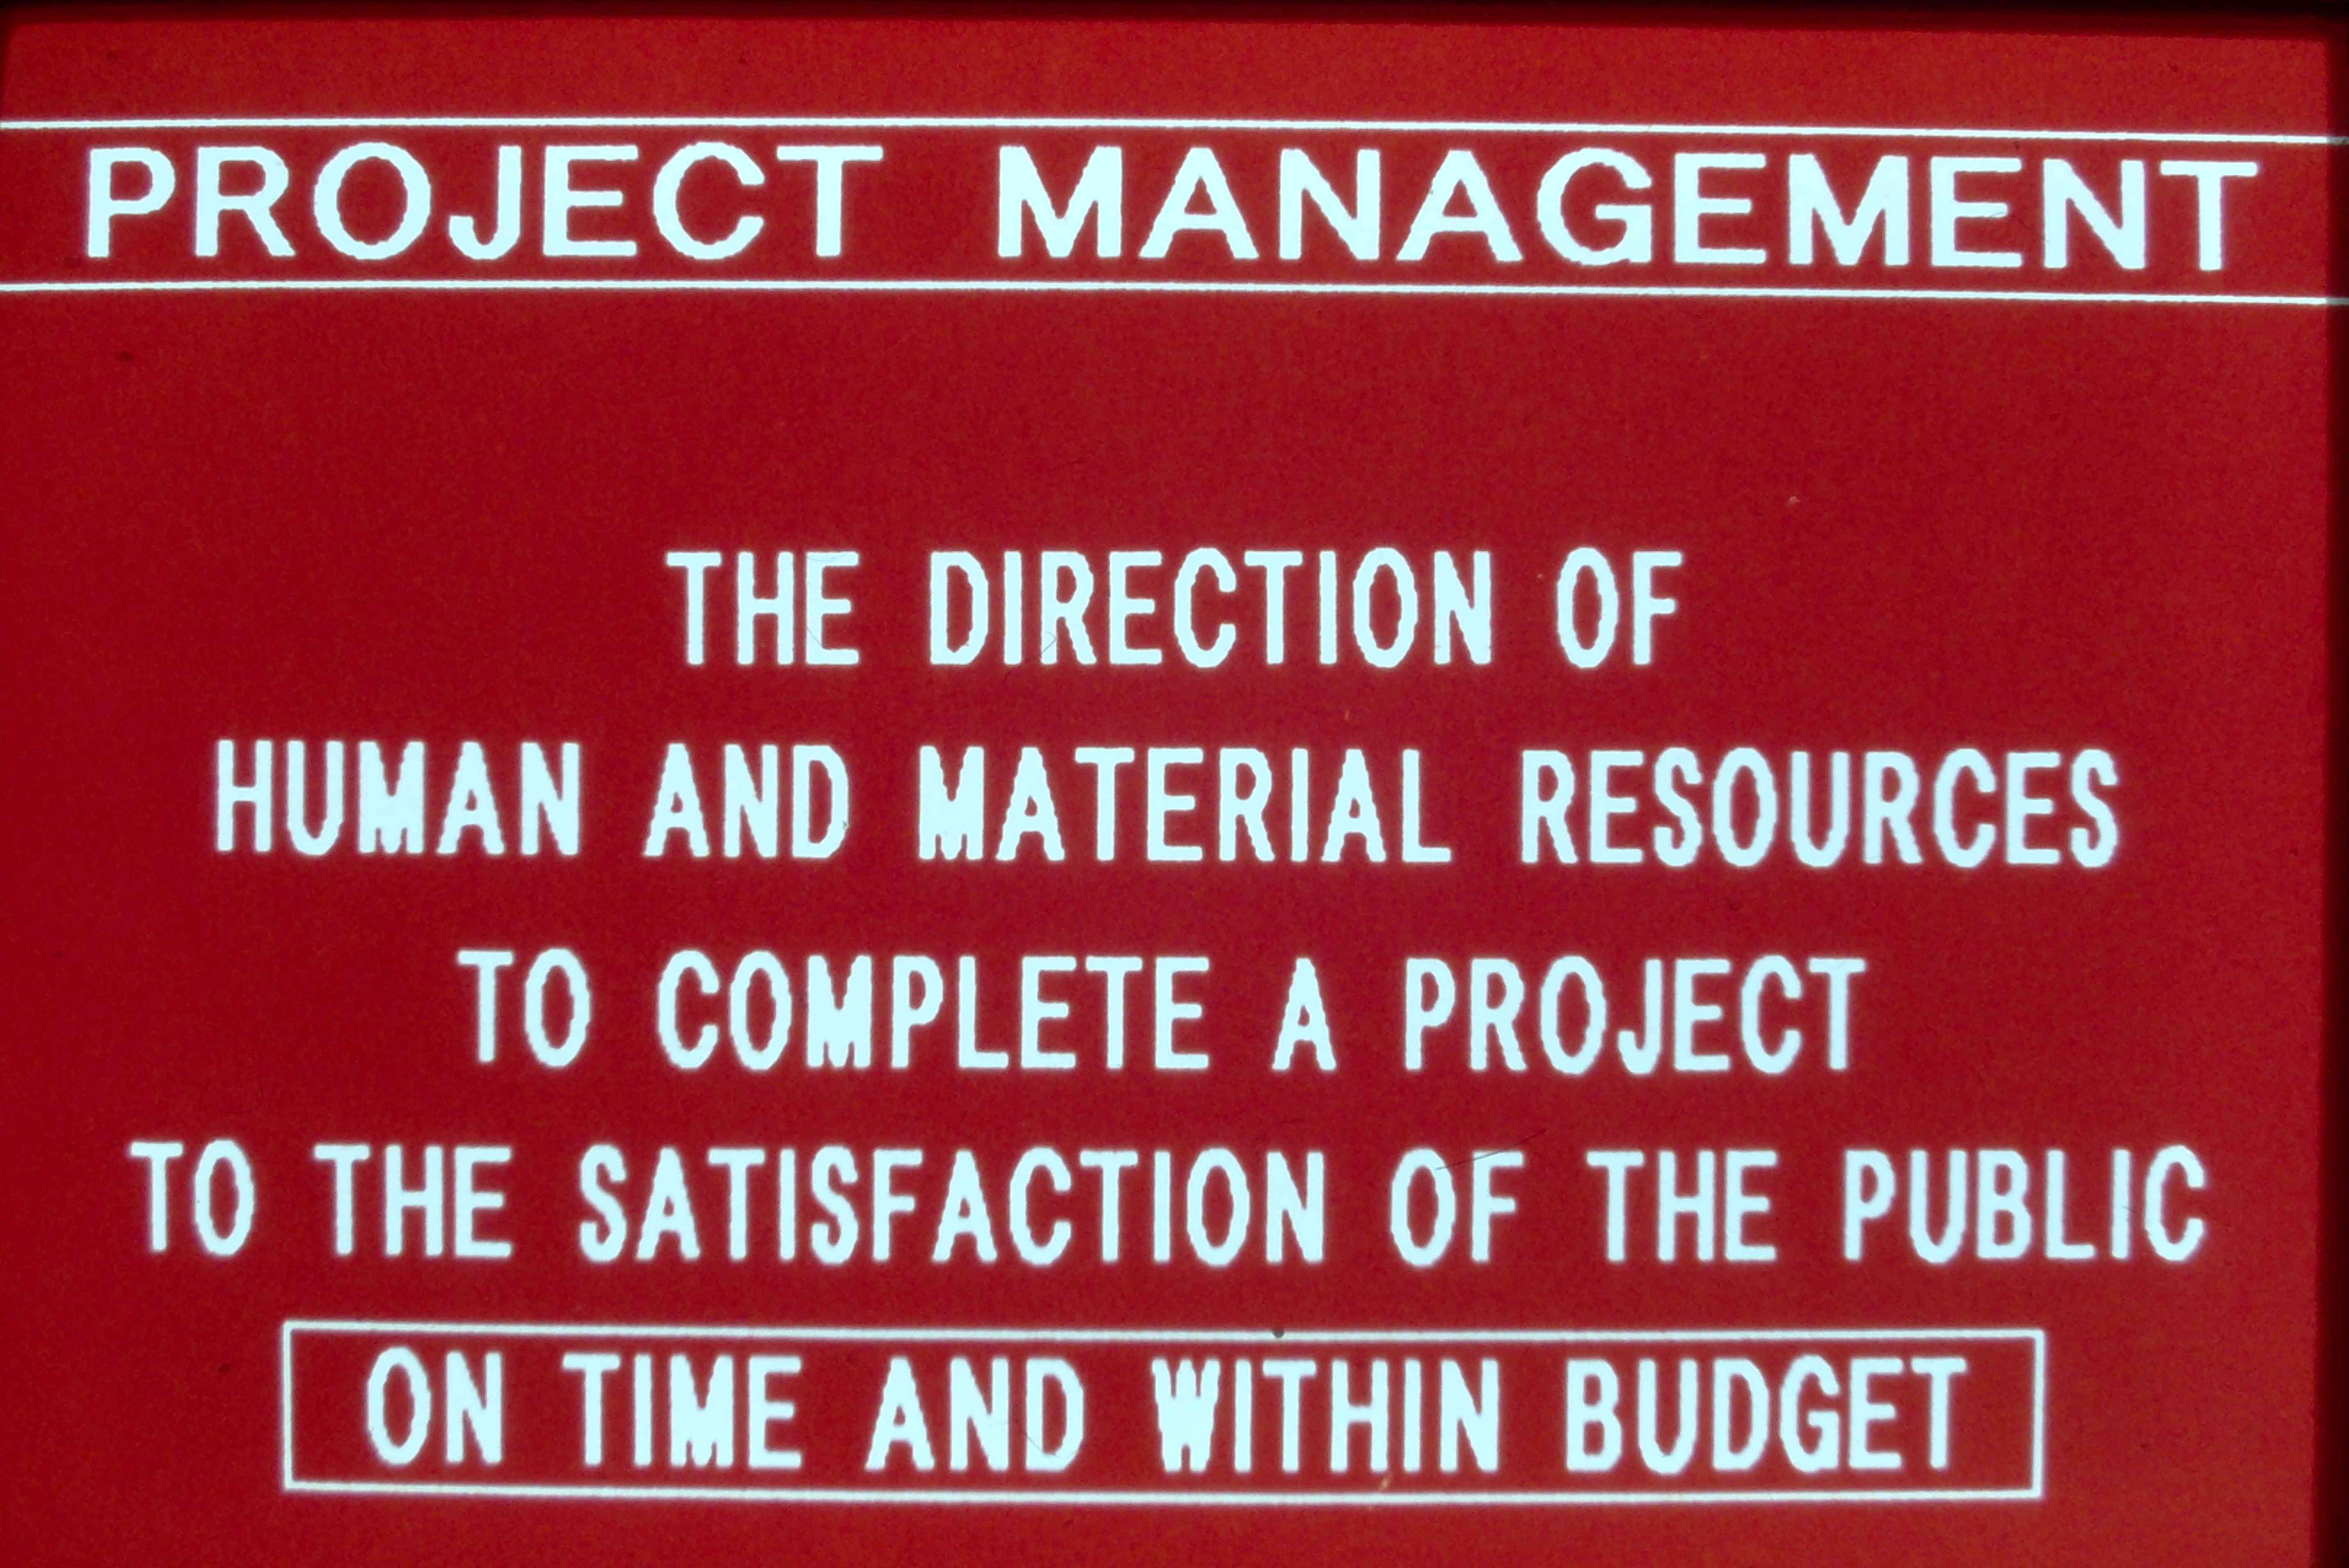 PROJECT MANAGEMENT
THE DIRECTION OF
HUMAN AND MATERIAL RESOURCES
TO COMPLETE A PROJECT
TO THE SATISFACTION OF THE PUBLIC
ON TIME AND WITHIN BUDGET